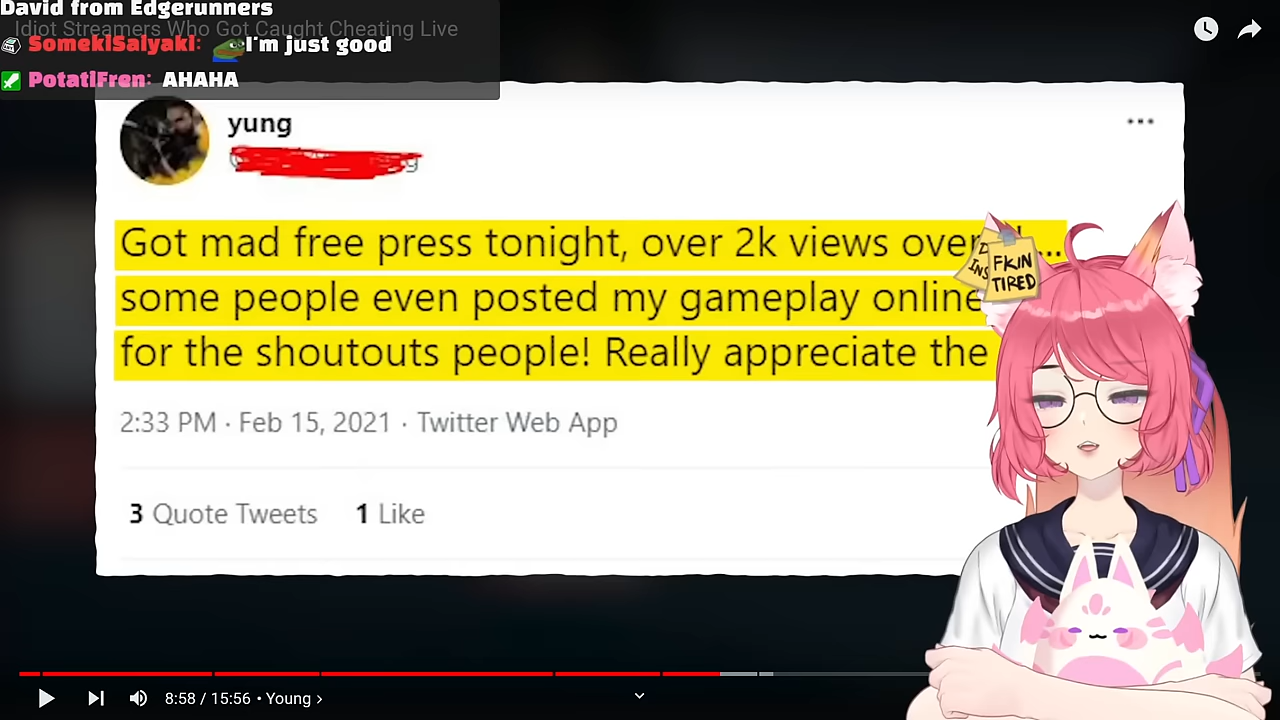 David from Edgerunners
Idiot Streamers Who Got Caught Cheating Live
SomeKISaiyaki: I'm just good
PotatiFren: AHAHA
yung
Got mad free press tonight, over 2k views over
some people even posted my gameplay online
for the shoutouts people! Really appreciate the
FKIN
TIRED
2:33 PM · Feb 15, 2021 · Twitter Web App
3 Quote Tweets 1 Like
8:58 / 15:56 • Young ›